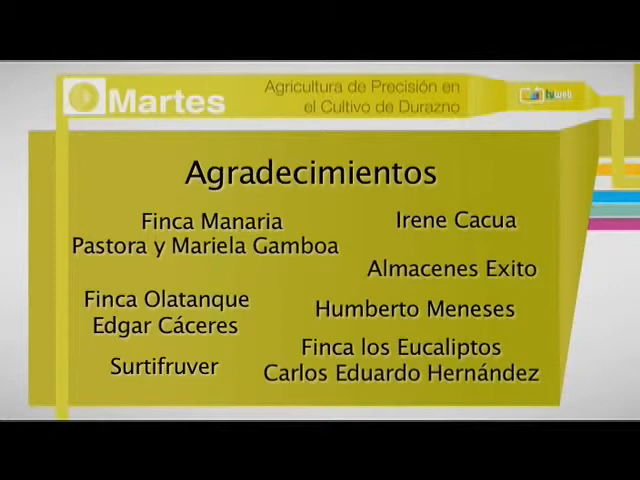 Martes
Agricultura de Precisión en
el Cultivo de Durazno
tvweb
Agradecimientos
Finca Manaria
Pastora y Mariela Gamboa
Irene Cacua
Almacenes Exito
Finca Olatanque
Edgar Cáceres
Humberto Meneses
Surtifruver
Finca los Eucaliptos
Carlos Eduardo Hernández